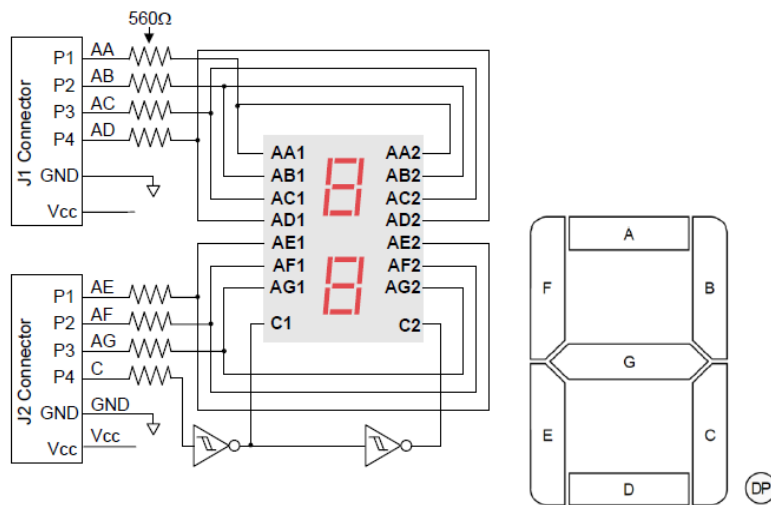 560Ω
J1 Connector
P1 AA
P2 AB
P3 AC
P4 AD
GND
Vcc
AA1 AA2
AB1 AB2
AC1 AC2
AD1 AD2
AE1 AE2
AF1 AF2
AG1 AG2
C1 C2
J2 Connector
P1 AE
P2 AF
P3 AG
P4 C
GND GND
Vcc Vcc
A
F B
G
E C
D
DP